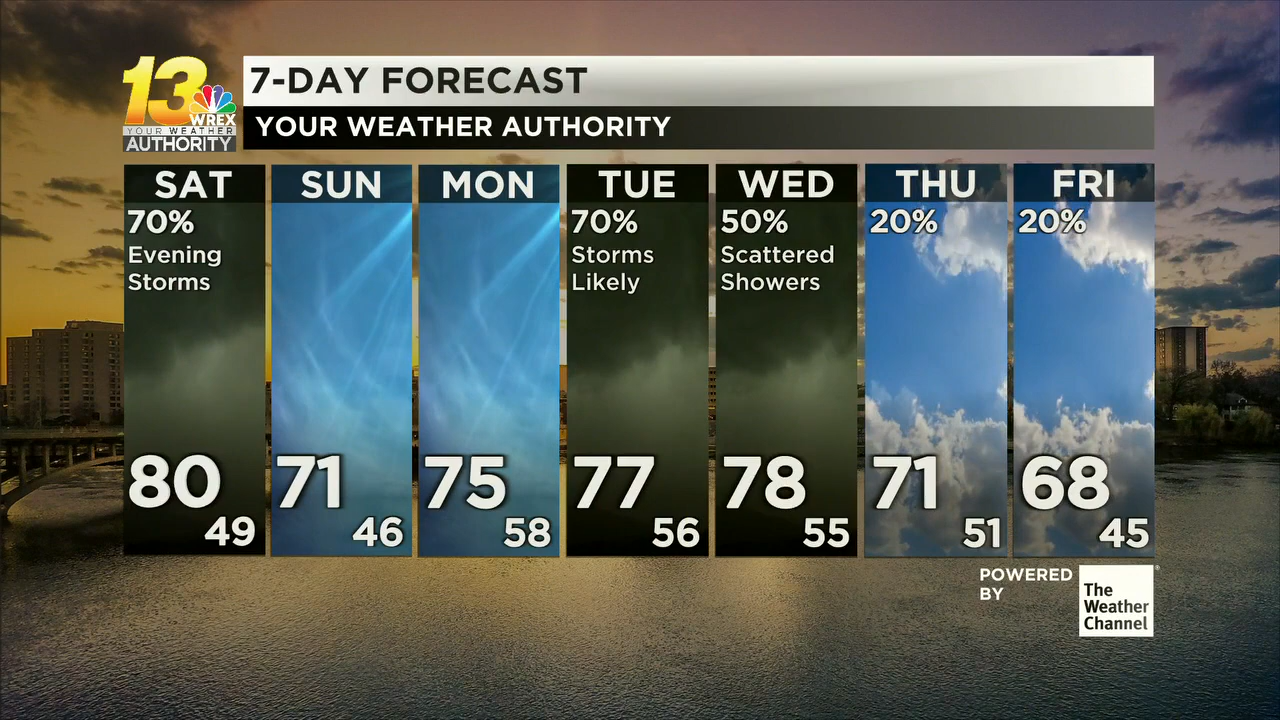 13
WREX
YOUR WEATHER
AUTHORITY
7-DAY FORECAST
YOUR WEATHER AUTHORITY
SAT
70%
Evening
Storms
80
49
SUN
71
46
MON
75
58
TUE
70%
Storms
Likely
77
56
WED
50%
Scattered
Showers
78
55
THU
20%
71
51
FRI
20%
68
45
POWERED
BY
The
Weather
Channel
®